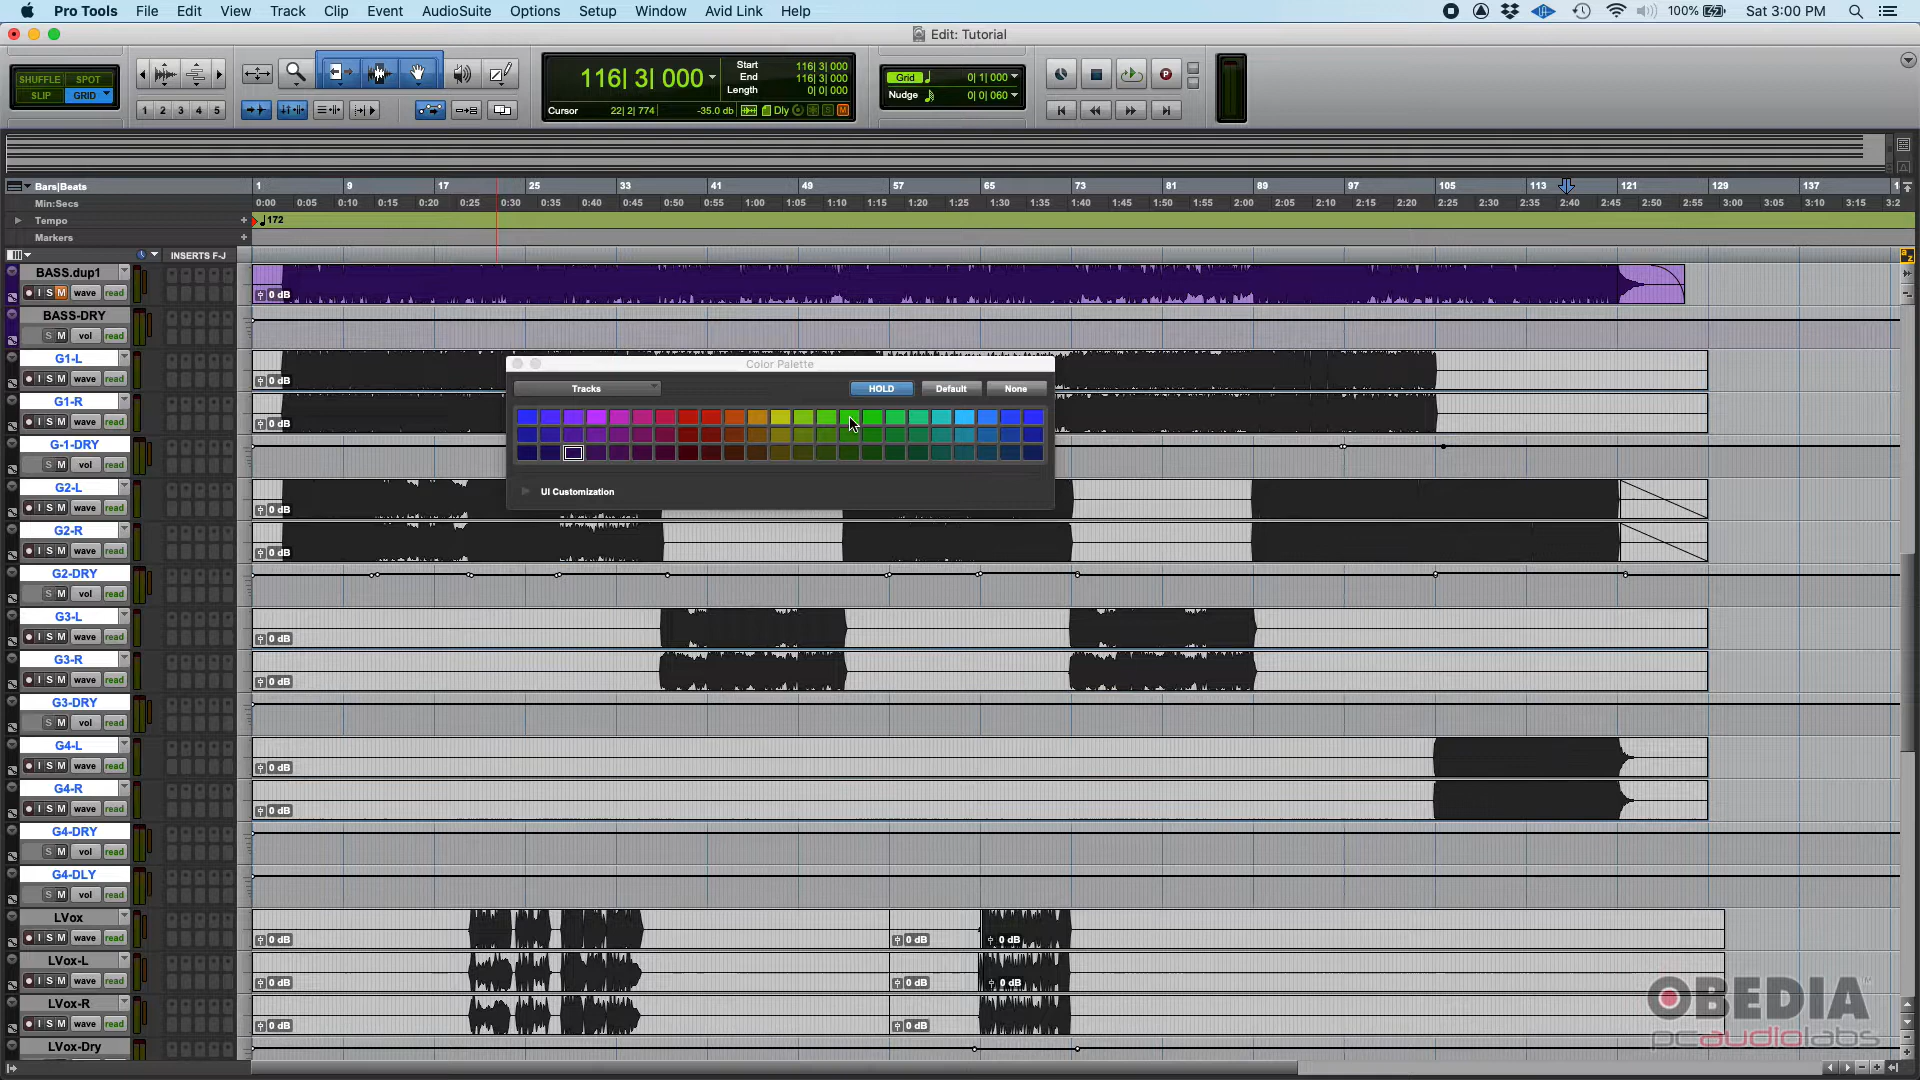 Pro Tools File Edit View Track Clip Event AudioSuite Options Setup Window Avid Link Help 100% Sat 3:00 PM
Edit: Tutorial
SHUFFLE SPOT
SLIP GRID
1 2 3 4 5
116| 3| 000
Start 116| 3| 000
End 116| 3| 000
Length 0| 0| 000
Cursor 22| 2| 774 -35.0 db Dly S M
Grid 0| 1| 000
Nudge 0| 0| 060
Bars|Beats 1 9 17 25 33 41 49 57 65 73 81 89 97 105 113 121 129 137 1
Min:Secs 0:00 0:05 0:10 0:15 0:20 0:25 0:30 0:35 0:40 0:45 0:50 0:55 1:00 1:05 1:10 1:15 1:20 1:25 1:30 1:35 1:40 1:45 1:50 1:55 2:00 2:05 2:10 2:15 2:20 2:25 2:30 2:35 2:40 2:45 2:50 2:55 3:00 3:05 3:10 3:15 3:2
Tempo 172
Markers
INSERTS F-J
BASS.dup1
I S M wave read 0 dB
BASS-DRY
S M vol read
G1-L
I S M wave read 0 dB
G1-R
I S M wave read 0 dB
G-1-DRY
S M vol read
G2-L
I S M wave read 0 dB
G2-R
I S M wave read 0 dB
G2-DRY
S M vol read
G3-L
I S M wave read 0 dB
G3-R
I S M wave read 0 dB
G3-DRY
S M vol read
G4-L
I S M wave read 0 dB
G4-R
I S M wave read 0 dB
G4-DRY
S M vol read
G4-DLY
S M vol read
LVox
I S M wave read 0 dB 0 dB 0 dB
LVox-L
I S M wave read 0 dB 0 dB 0 dB
LVox-R
I S M wave read 0 dB 0 dB
LVox-Dry
Color Palette
Tracks HOLD Default None
UI Customization
OBEDIA
pcaudiolabs